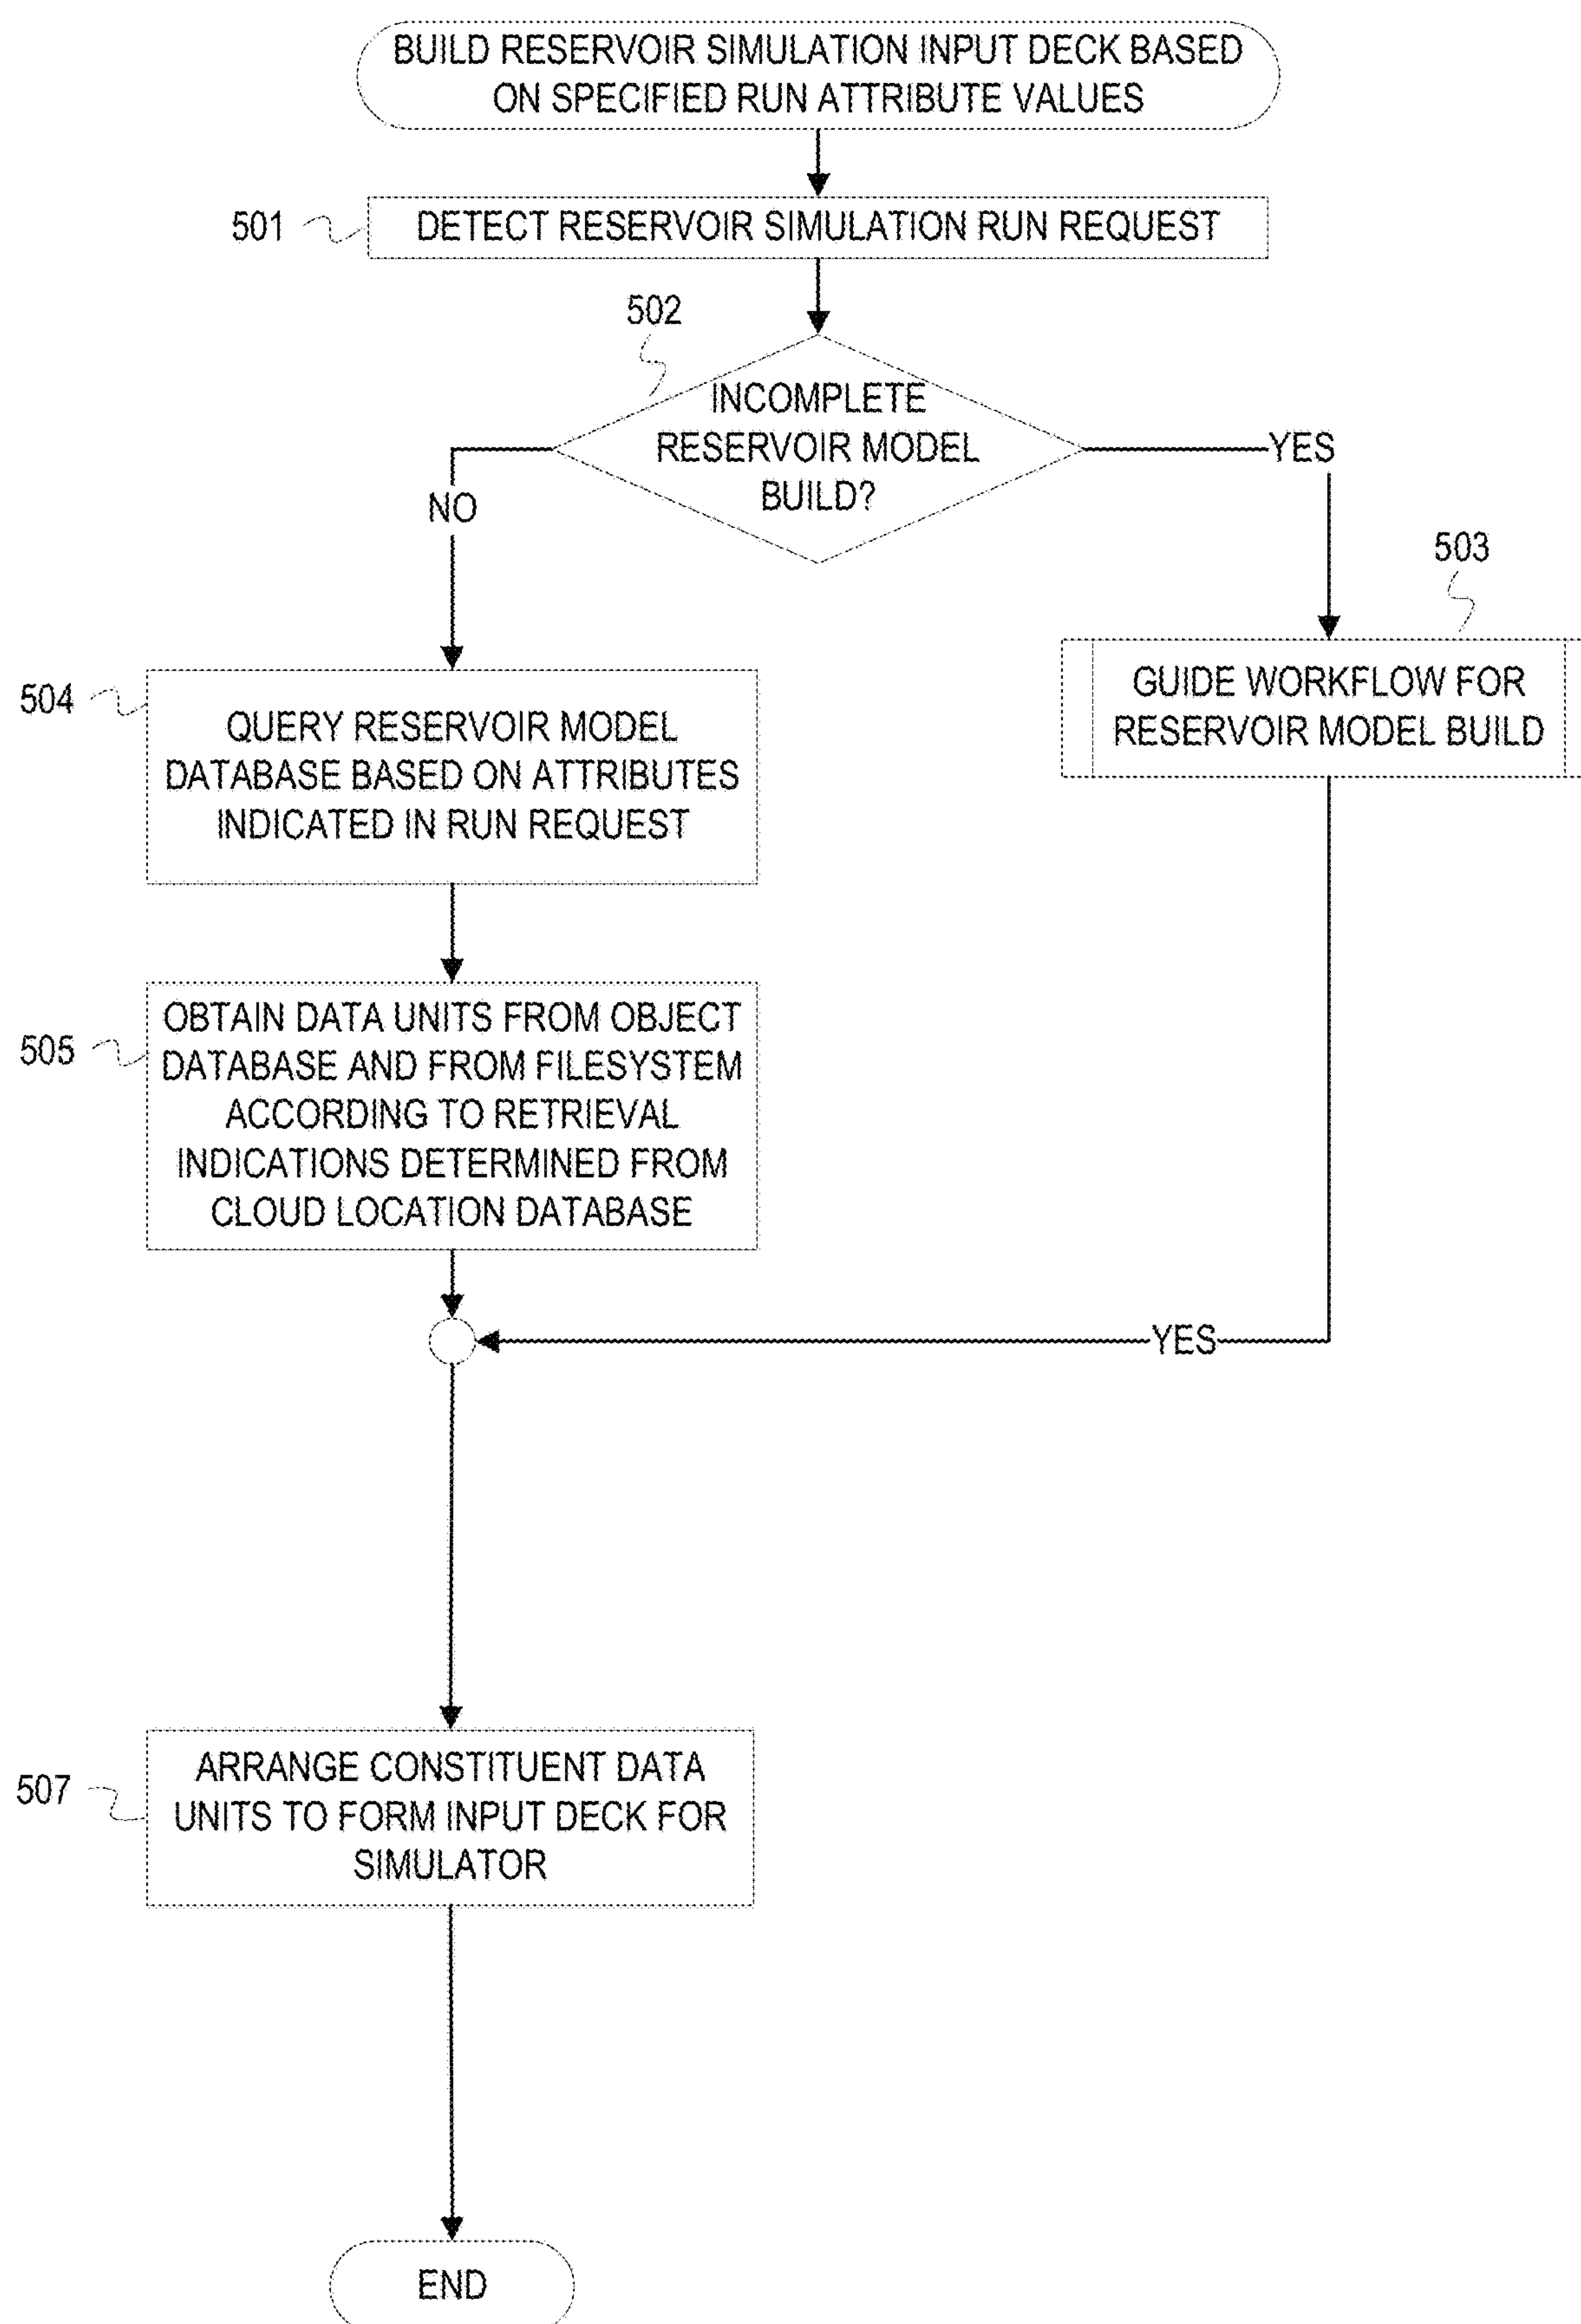 BUILD RESERVOIR SIMULATION INPUT DECK BASED
ON SPECIFIED RUN ATTRIBUTE VALUES
501
DETECT RESERVOIR SIMULATION RUN REQUEST
502
INCOMPLETE
RESERVOIR MODEL
BUILD?
YES
NO
503
GUIDE WORKFLOW FOR
RESERVOIR MODEL BUILD
504
QUERY RESERVOIR MODEL
DATABASE BASED ON ATTRIBUTES
INDICATED IN RUN REQUEST
505
OBTAIN DATA UNITS FROM OBJECT
DATABASE AND FROM FILESYSTEM
ACCORDING TO RETRIEVAL
INDICATIONS DETERMINED FROM
CLOUD LOCATION DATABASE
YES
507
ARRANGE CONSTITUENT DATA
UNITS TO FORM INPUT DECK FOR
SIMULATOR
END